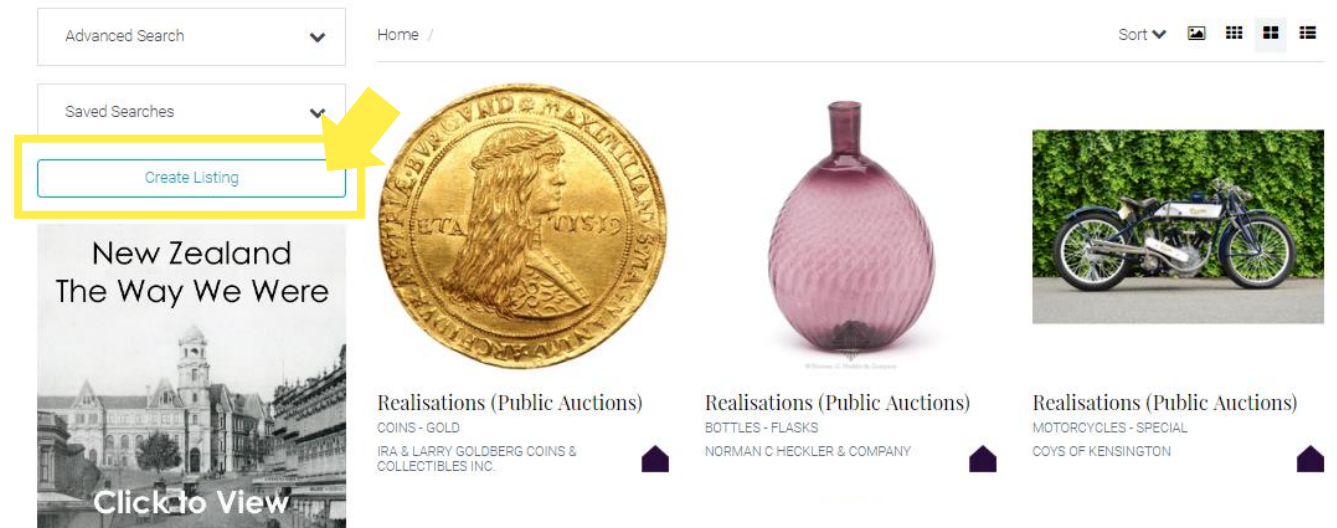 Advanced Search
Home /
Sort
Saved Searches
Create Listing
New Zealand
The Way We Were
Click to View
ETA
TYS19
Realisations (Public Auctions)
COINS - GOLD
IRA & LARRY GOLDBERG COINS &
COLLECTIBLES INC.
Realisations (Public Auctions)
BOTTLES - FLASKS
NORMAN C HECKLER & COMPANY
Realisations (Public Auctions)
MOTORCYCLES - SPECIAL
COYS OF KENSINGTON